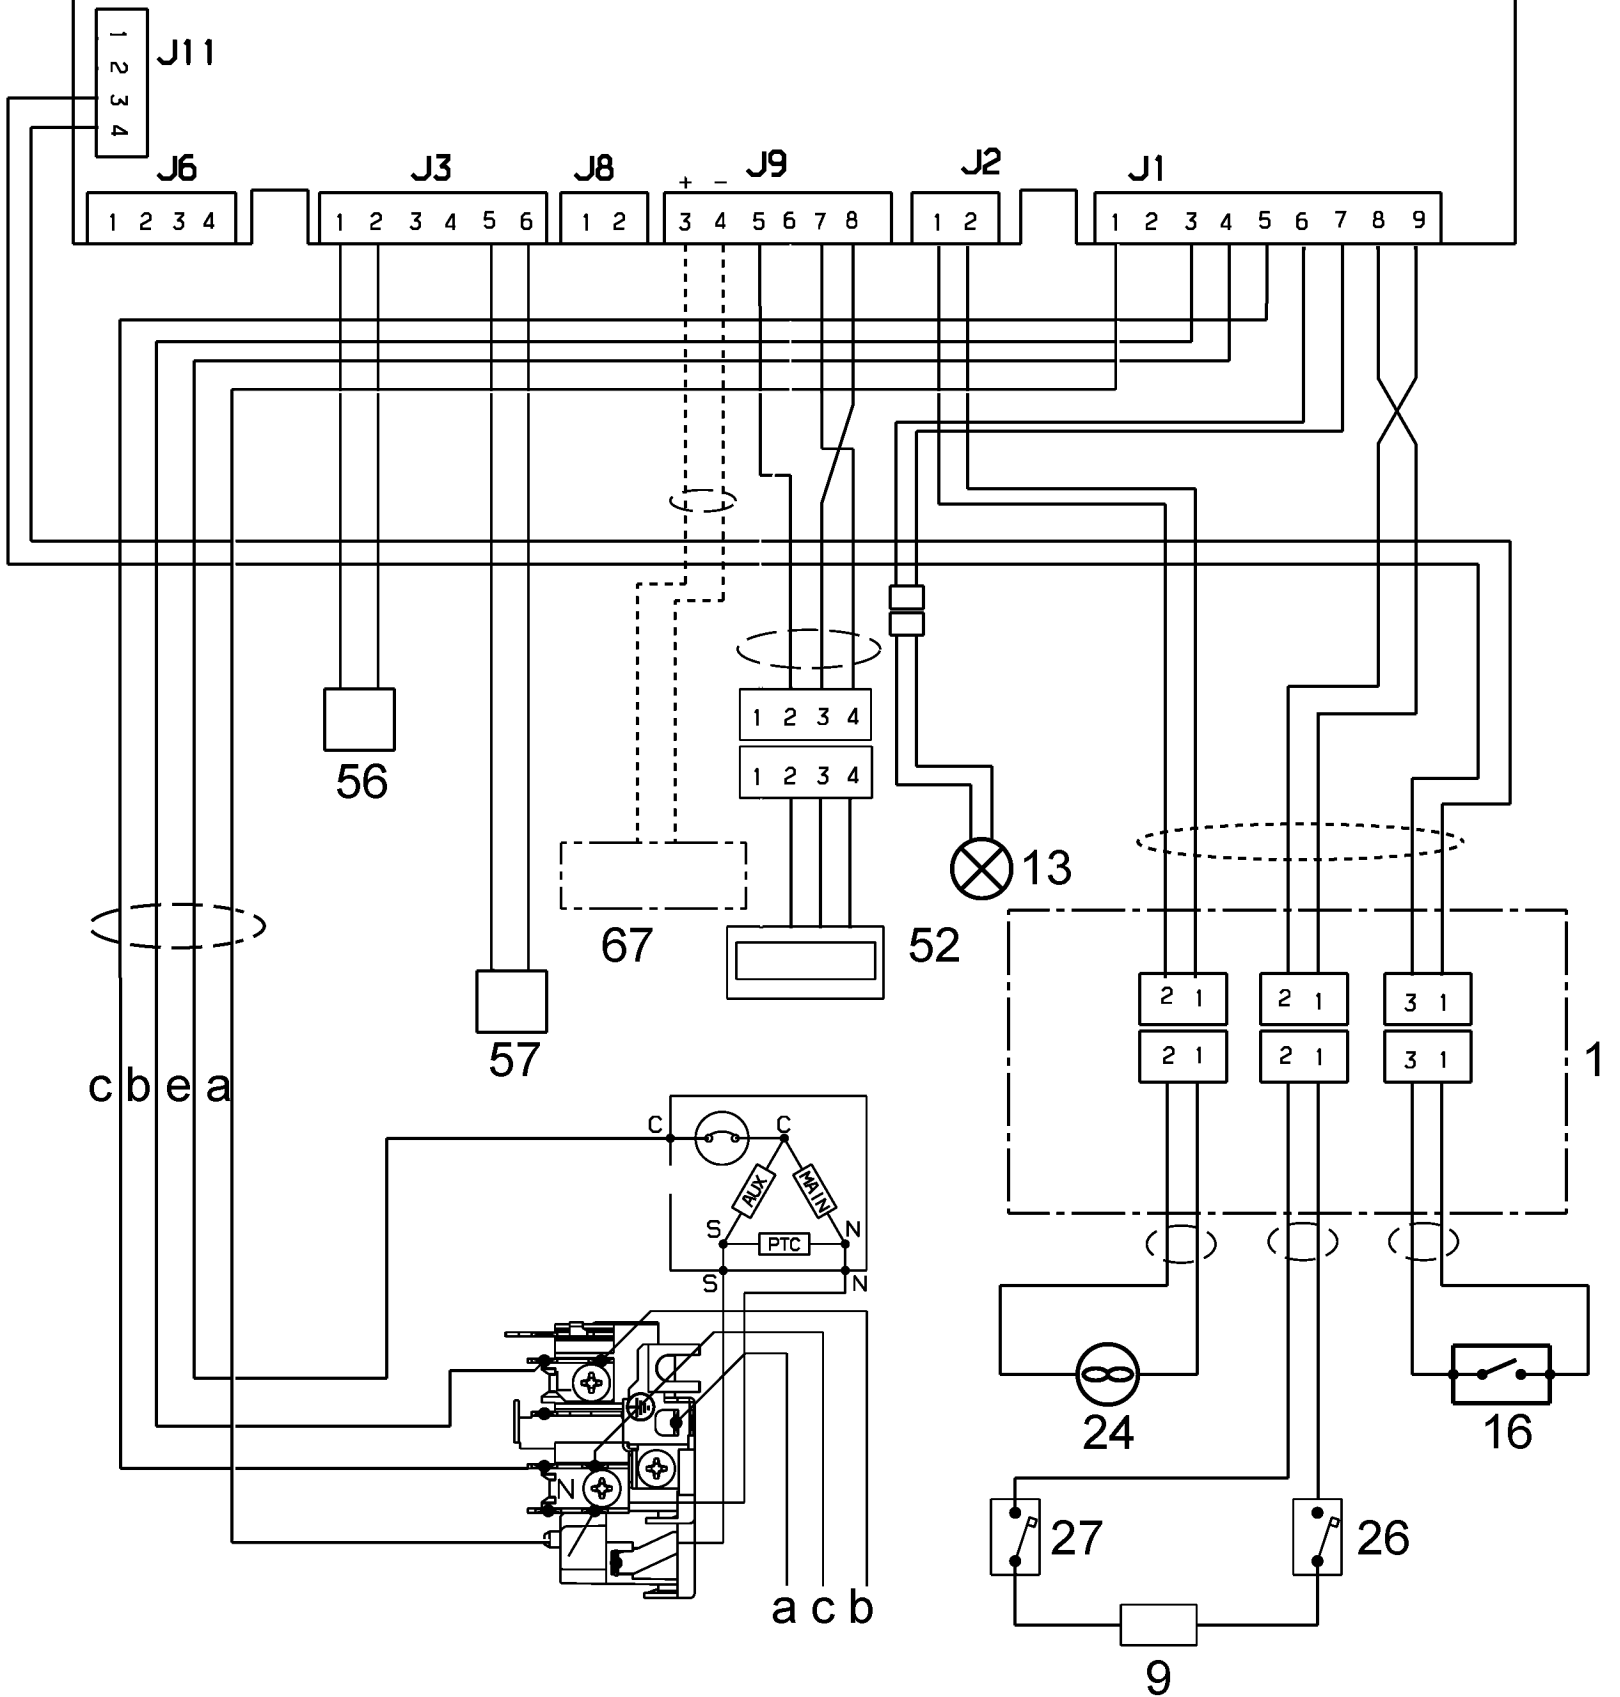 1
2
3
4
J11
J6
J3
J8
J9
J2
J1
+ −
1 2 3 4
1 2 3 4 5 6
1 2
3 4 5 6 7 8
1 2
1 2 3 4 5 6 7 8 9
1 2 3 4
1 2 3 4
56
13
67
52
2 1
2 1
3 1
2 1
2 1
3 1
1
57
c b e a
C
C
AUX
MAIN
S
N
PTC
S
N
24
16
N
27
26
a c b
9